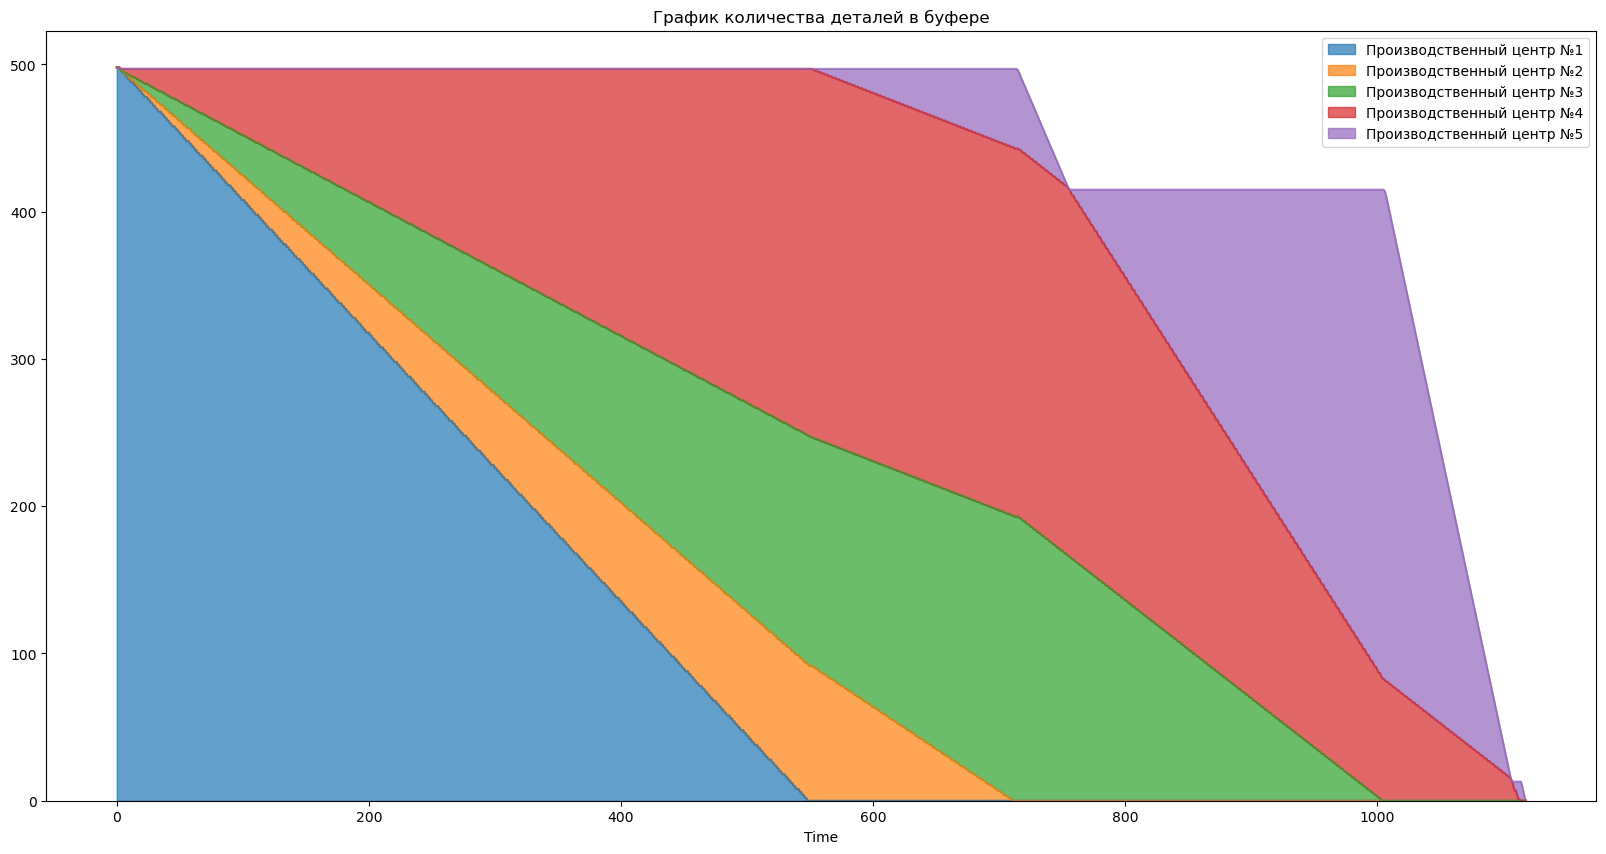 График количества деталей в буфере
Производственный центр №1
Производственный центр №2
Производственный центр №3
Производственный центр №4
Производственный центр №5
500
400
300
200
100
0
0 200 400 600 800 1000
Time